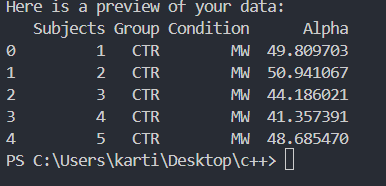 Here is a preview of your data:
Subjects Group Condition Alpha
0 1 CTR MW 49.809703
1 2 CTR MW 50.941067
2 3 CTR MW 44.186021
3 4 CTR MW 41.357391
4 5 CTR MW 48.685470
PS C:\Users\karti\Desktop\c++>